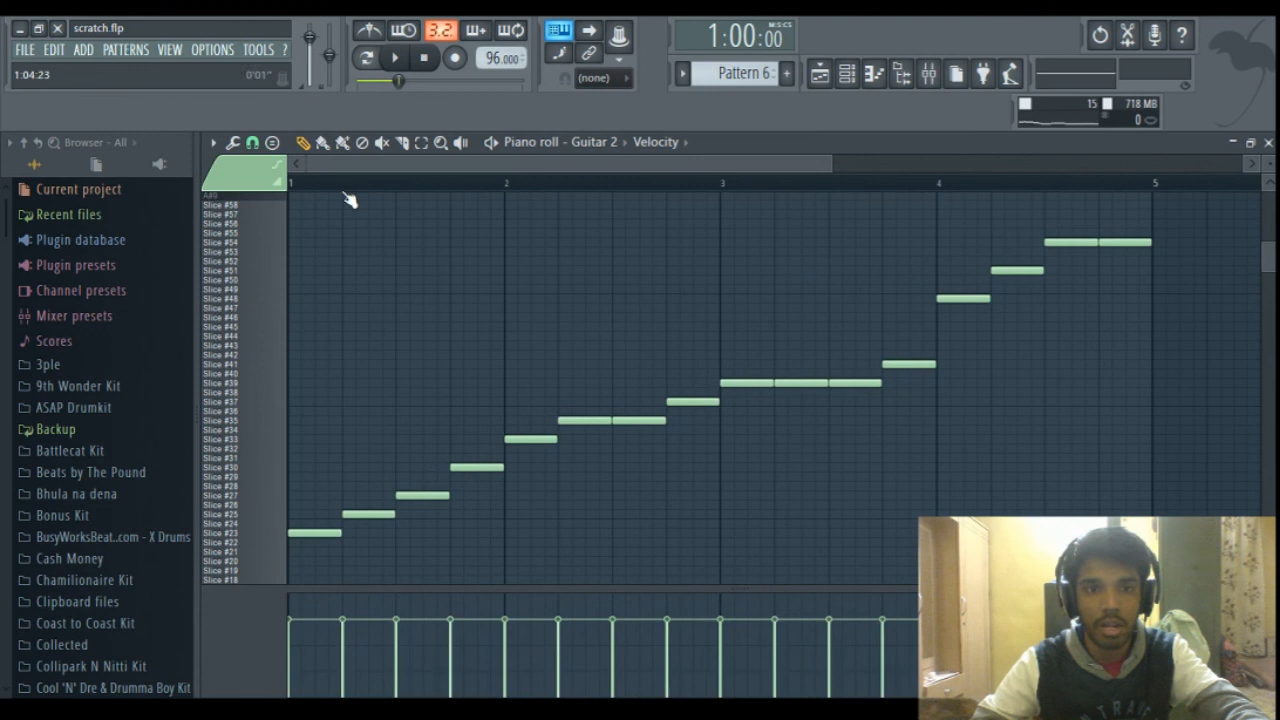 scratch.flp
FILE EDIT ADD PATTERNS VIEW OPTIONS TOOLS ?
1:04:23 0'01"
3.2.
96.000
(none)
1:00:00
M:S:CS
Pattern 6
15 718 MB
0
Browser - All
Piano roll - Guitar 2 Velocity
Current project
Recent files
Plugin database
Plugin presets
Channel presets
Mixer presets
Scores
3ple
9th Wonder Kit
ASAP Drumkit
Backup
Battlecat Kit
Beats by The Pound
Bhula na dena
Bonus Kit
BusyWorksBeat..com - X Drums
Cash Money
Chamilionaire Kit
Clipboard files
Coast to Coast Kit
Collected
Collipark N Nitti Kit
Cool 'N' Dre & Drumma Boy Kit
1 2 3 4 5
Slice #58
Slice #57
Slice #56
Slice #55
Slice #54
Slice #53
Slice #52
Slice #51
Slice #50
Slice #49
Slice #48
Slice #47
Slice #46
Slice #45
Slice #44
Slice #43
Slice #42
Slice #41
Slice #40
Slice #39
Slice #38
Slice #37
Slice #36
Slice #35
Slice #34
Slice #33
Slice #32
Slice #31
Slice #30
Slice #29
Slice #28
Slice #27
Slice #26
Slice #25
Slice #24
Slice #23
Slice #22
Slice #21
Slice #20
Slice #19
Slice #18